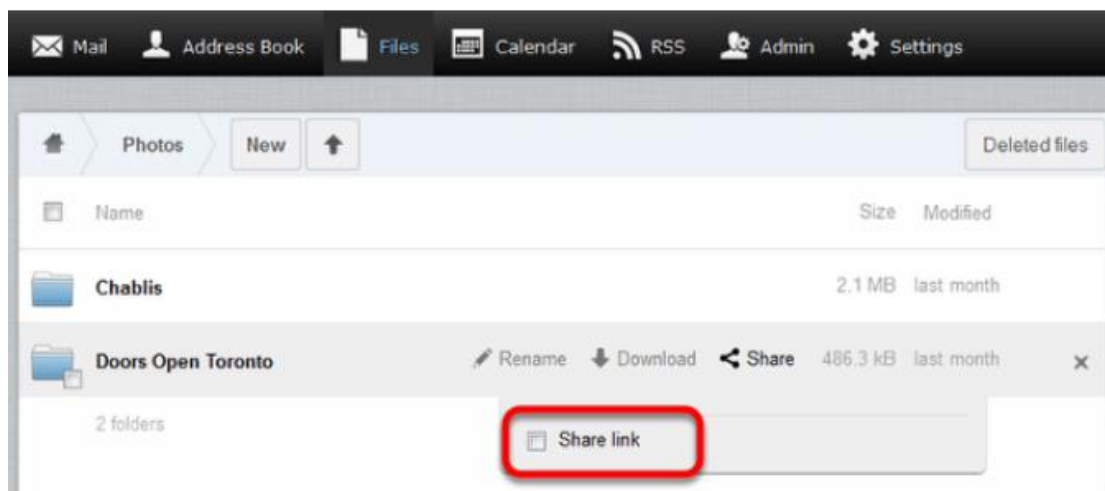 Mail Address Book Files Calendar RSS Admin Settings
Photos New Deleted files
Name Size Modified
Chablis 2.1 MB last month
Doors Open Toronto Rename Download Share 486.3 kB last month
2 folders
Share link